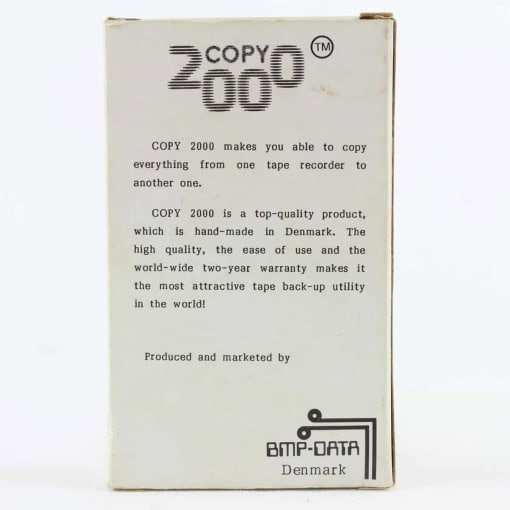 COPY 2000 TM
COPY 2000 makes you able to copy
everything from one tape recorder to
another one.
COPY 2000 is a top-quality product,
which is hand-made in Denmark. The
high quality, the ease of use and the
world-wide two-year warranty makes it
the most attractive tape back-up utility
in the world!
Produced and marketed by
BMP-DATA
Denmark